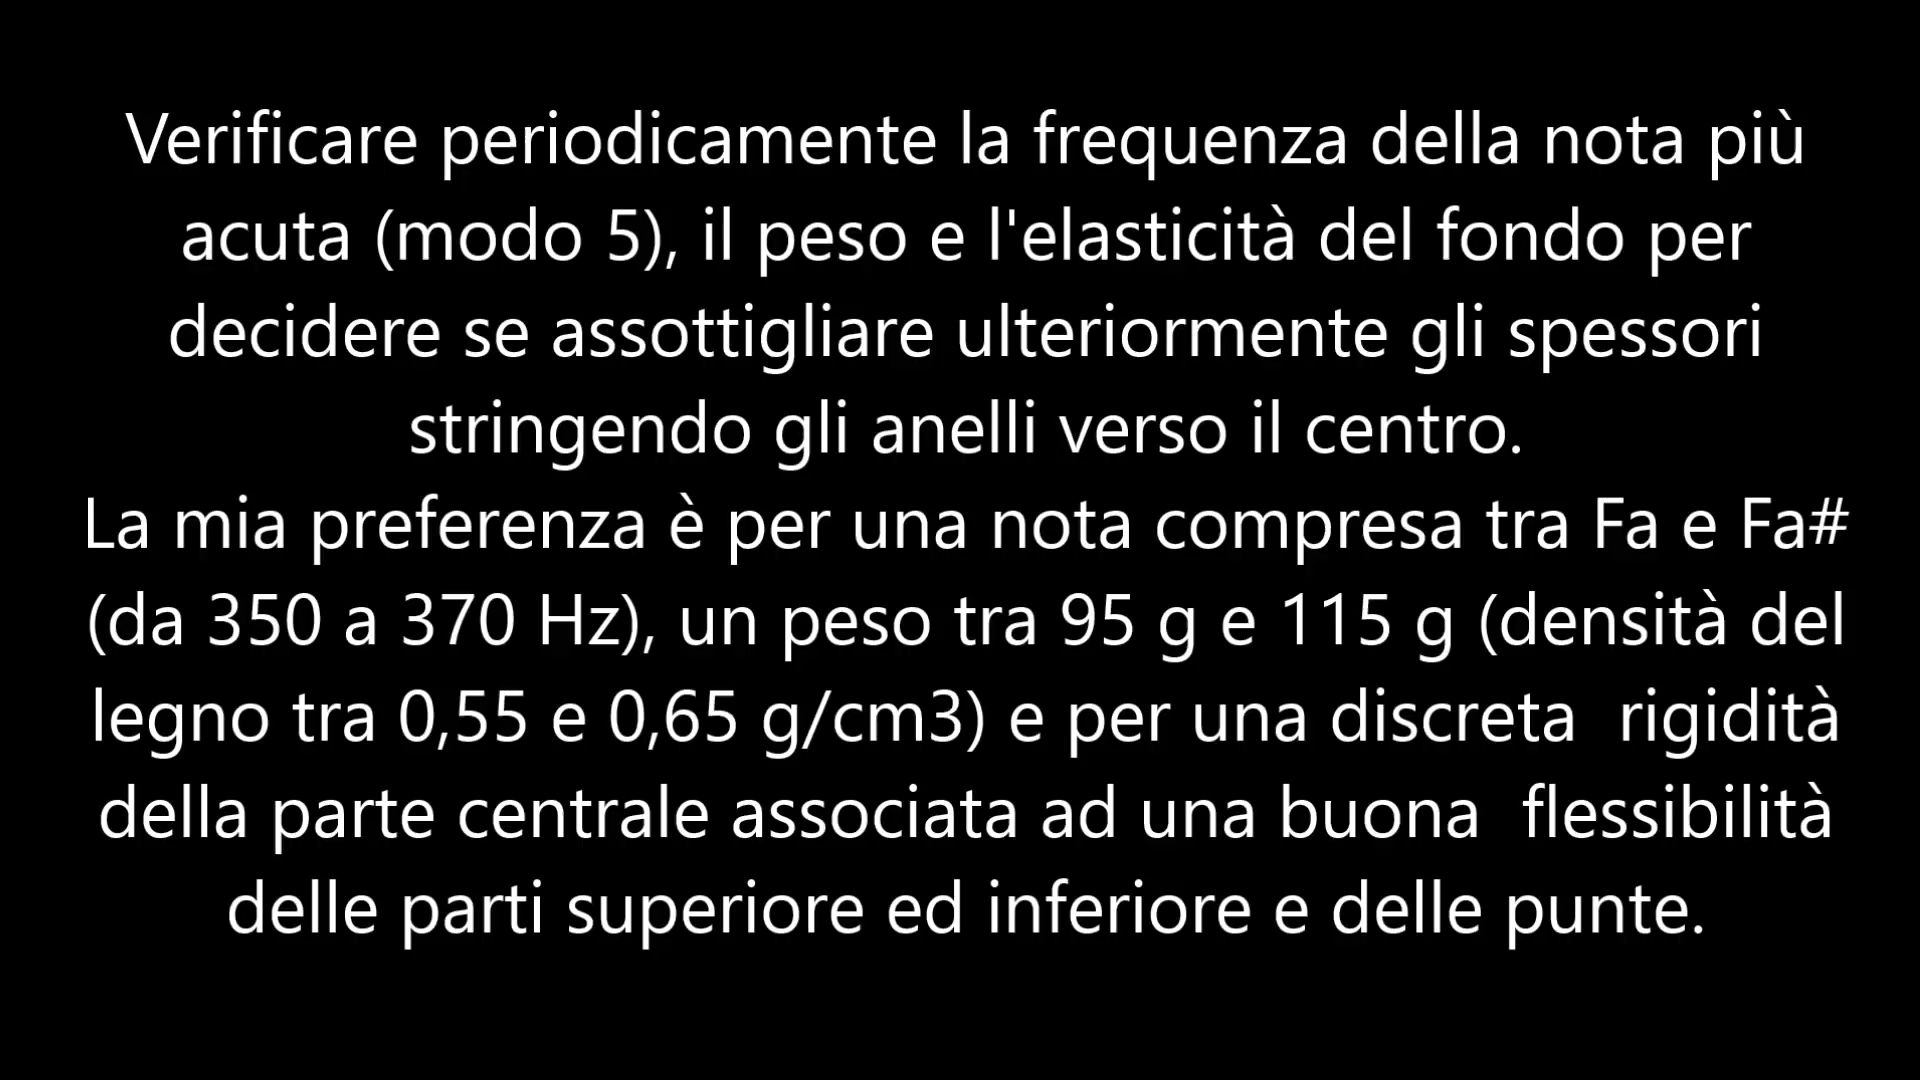 Verificare periodicamente la frequenza della nota più
acuta (modo 5), il peso e l'elasticità del fondo per
decidere se assottigliare ulteriormente gli spessori
stringendo gli anelli verso il centro.
La mia preferenza è per una nota compresa tra Fa e Fa#
(da 350 a 370 Hz), un peso tra 95 g e 115 g (densità del
legno tra 0,55 e 0,65 g/cm3) e per una discreta  rigidità
della parte centrale associata ad una buona  flessibilità
delle parti superiore ed inferiore e delle punte.